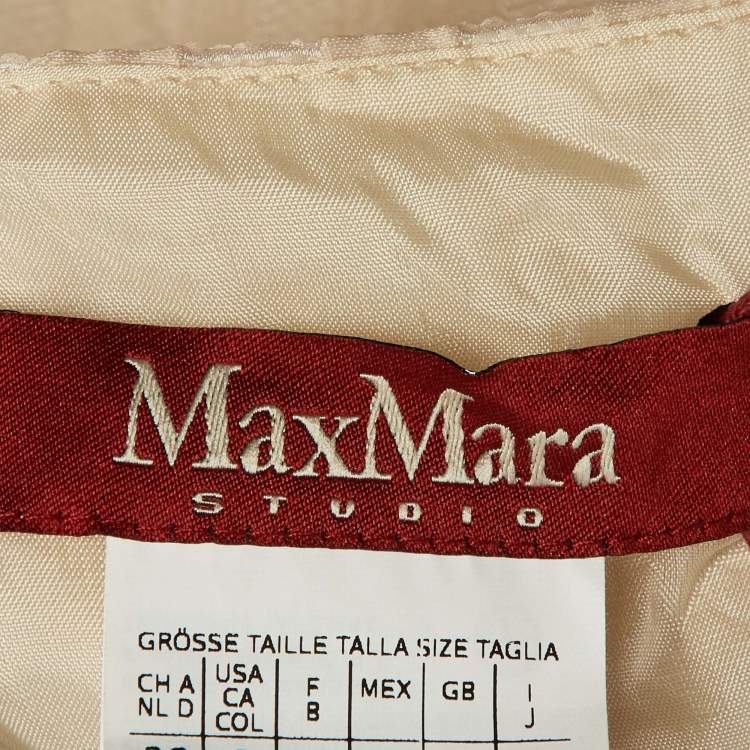 MaxMara
STUDIO
GRÖSSE TAILLE TALLA SIZE TAGLIA
CH A USA F MEX GB I
NL D CA B J
COL